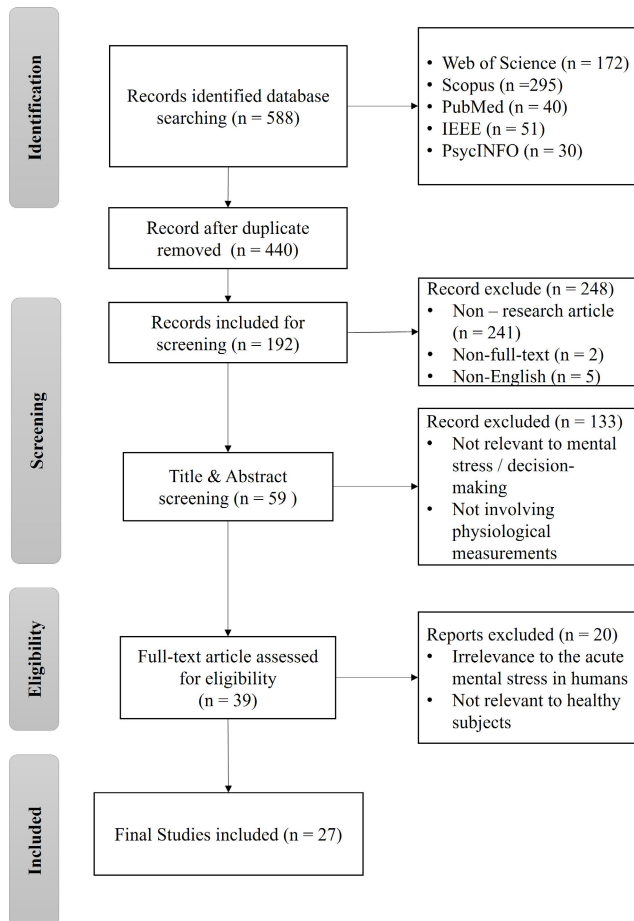 Identification
Records identified database
searching (n = 588)
• Web of Science (n = 172)
• Scopus (n =295)
• PubMed (n = 40)
• IEEE (n = 51)
• PsycINFO (n = 30)
Record after duplicate
removed (n = 440)
Screening
Records included for
screening (n = 192)
Record exclude (n = 248)
• Non – research article
(n = 241)
• Non-full-text (n = 2)
• Non-English (n = 5)
Title & Abstract
screening (n = 59 )
Record excluded (n = 133)
• Not relevant to mental
stress / decision-
making
• Not involving
physiological
measurements
Eligibility
Full-text article assessed
for eligibility
(n = 39)
Reports excluded (n = 20)
• Irrelevance to the acute
mental stress in humans
• Not relevant to healthy
subjects
Included
Final Studies included (n = 27)